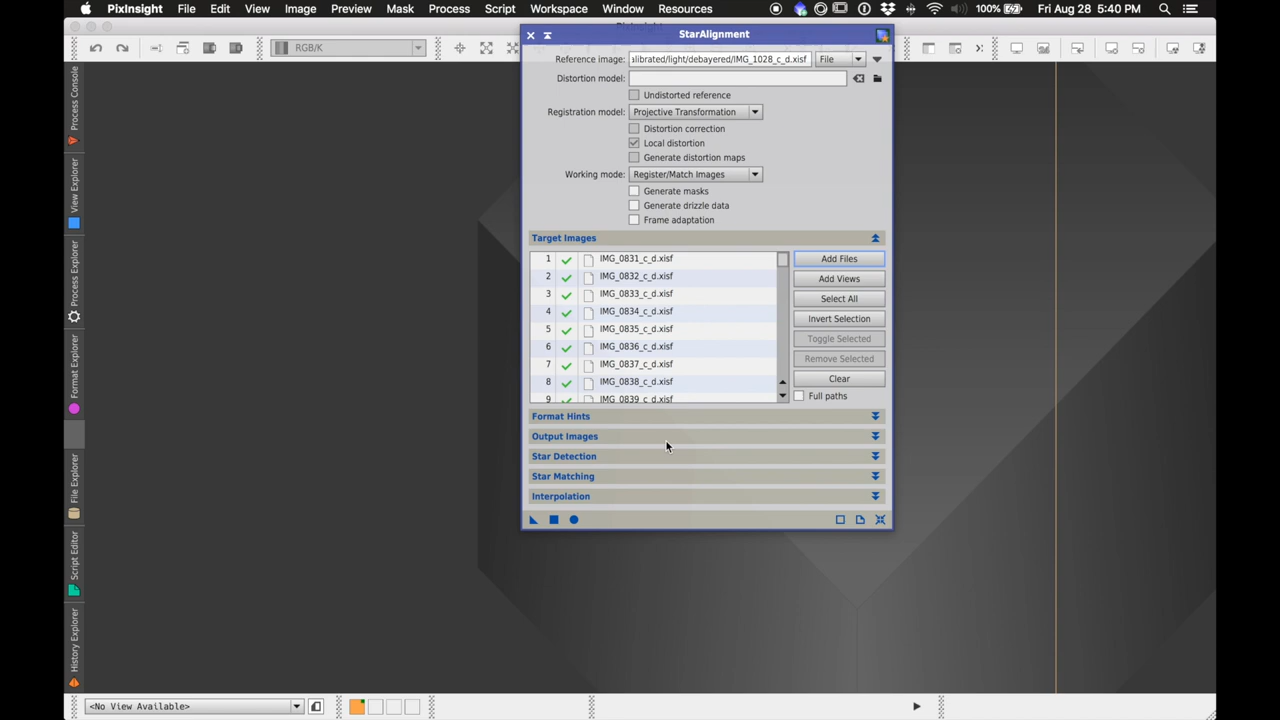 PixInsight File Edit View Image Preview Mask Process Script Workspace Window Resources 100% Fri Aug 28 5:40 PM
RGB/K
StarAlignment
Reference image: alibrated/light/debayered/IMG_1028_c_d.xisf File
Distortion model:
Undistorted reference
Registration model: Projective Transformation
Distortion correction
Local distortion
Generate distortion maps
Working mode: Register/Match Images
Generate masks
Generate drizzle data
Frame adaptation
Target Images
1 IMG_0831_c_d.xisf
2 IMG_0832_c_d.xisf
3 IMG_0833_c_d.xisf
4 IMG_0834_c_d.xisf
5 IMG_0835_c_d.xisf
6 IMG_0836_c_d.xisf
7 IMG_0837_c_d.xisf
8 IMG_0838_c_d.xisf
9 IMG_0839_c_d.xisf
Add Files
Add Views
Select All
Invert Selection
Toggle Selected
Remove Selected
Clear
Full paths
Format Hints
Output Images
Star Detection
Star Matching
Interpolation
Process Console
View Explorer
Process Explorer
Format Explorer
File Explorer
Script Editor
History Explorer
<No View Available>